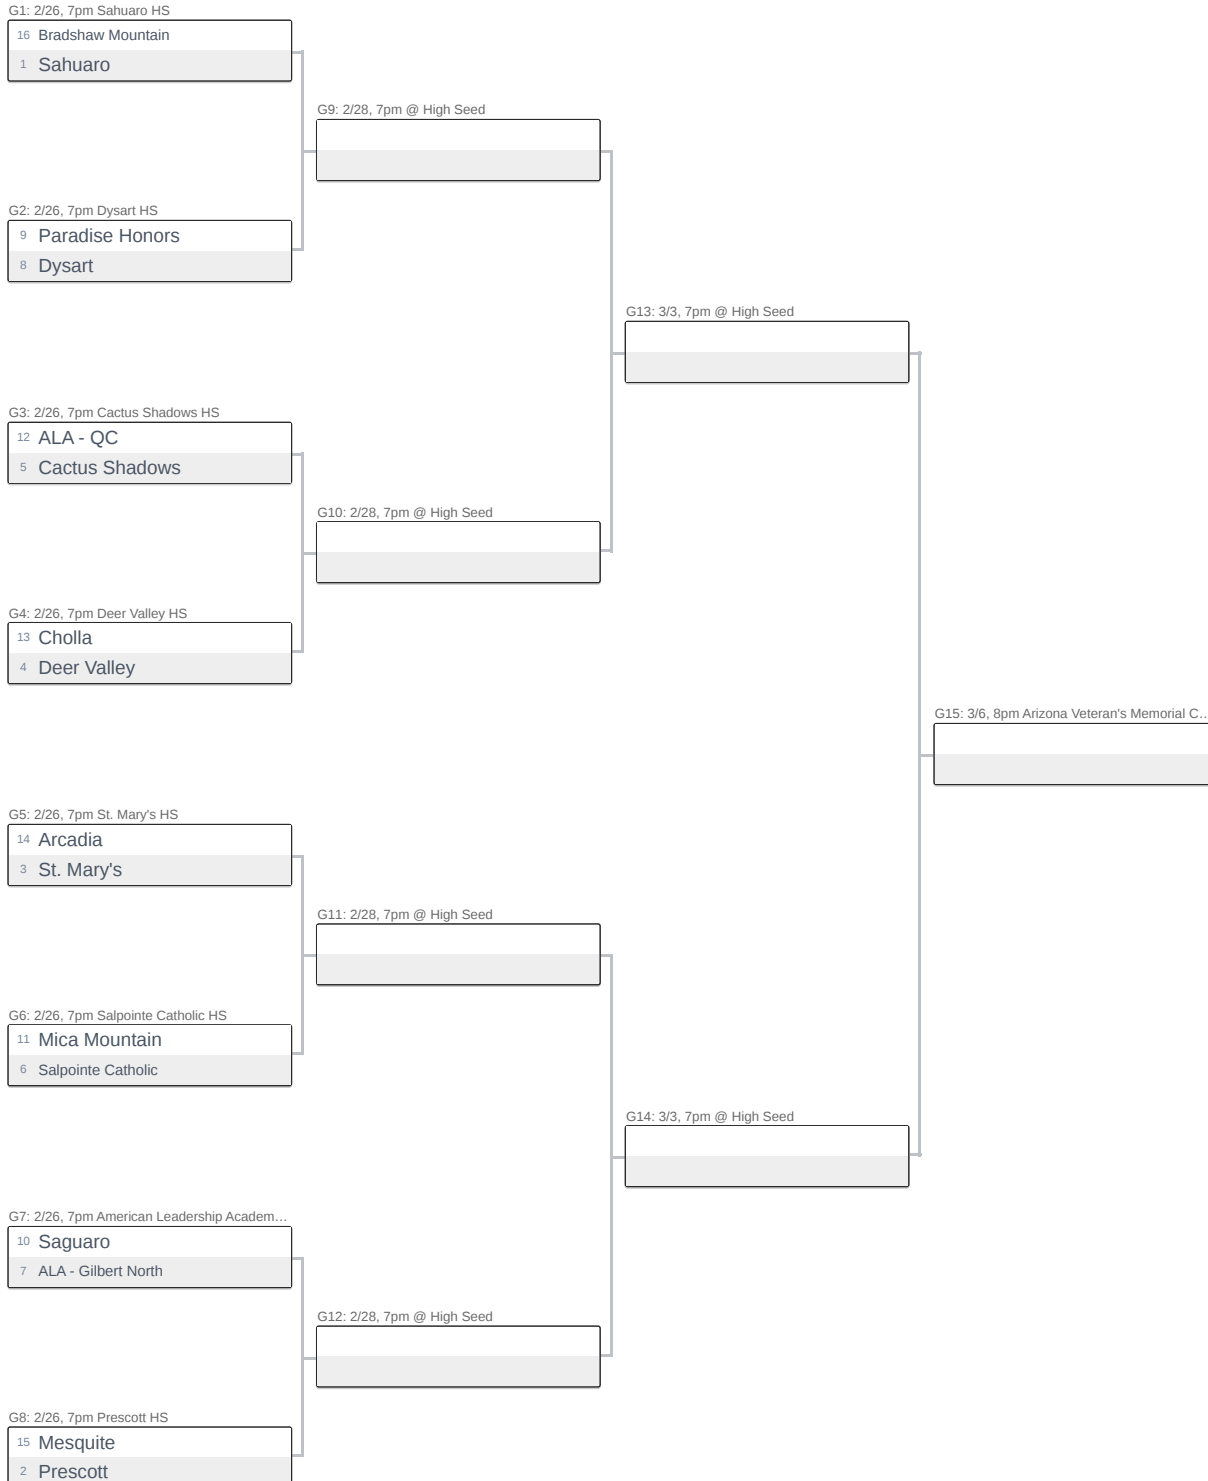 G1: 2/26, 7pm Sahuaro HS
16 Bradshaw Mountain
1 Sahuaro
G9: 2/28, 7pm @ High Seed
G2: 2/26, 7pm Dysart HS
9 Paradise Honors
8 Dysart
G13: 3/3, 7pm @ High Seed
G3: 2/26, 7pm Cactus Shadows HS
12 ALA - QC
5 Cactus Shadows
G10: 2/28, 7pm @ High Seed
G4: 2/26, 7pm Deer Valley HS
13 Cholla
4 Deer Valley
G15: 3/6, 8pm Arizona Veteran's Memorial C...
G5: 2/26, 7pm St. Mary's HS
14 Arcadia
3 St. Mary's
G11: 2/28, 7pm @ High Seed
G6: 2/26, 7pm Salpointe Catholic HS
11 Mica Mountain
6 Salpointe Catholic
G14: 3/3, 7pm @ High Seed
G7: 2/26, 7pm American Leadership Academ...
10 Saguaro
7 ALA - Gilbert North
G12: 2/28, 7pm @ High Seed
G8: 2/26, 7pm Prescott HS
15 Mesquite
2 Prescott